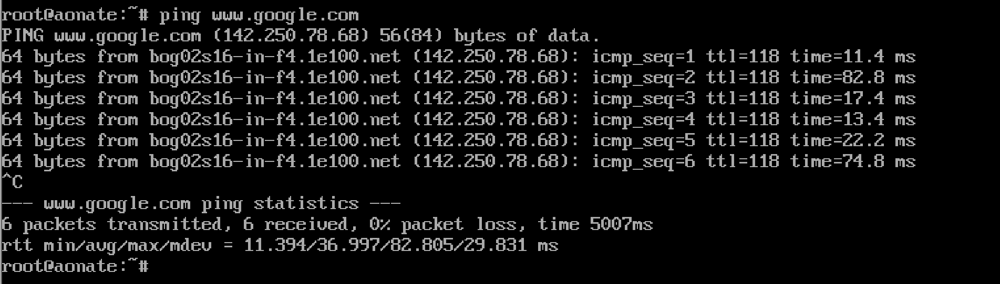 root@aonate:~# ping www.google.com
PING www.google.com (142.250.78.68) 56(84) bytes of data.
64 bytes from bog02s16-in-f4.1e100.net (142.250.78.68): icmp_seq=1 ttl=118 time=11.4 ms
64 bytes from bog02s16-in-f4.1e100.net (142.250.78.68): icmp_seq=2 ttl=118 time=82.8 ms
64 bytes from bog02s16-in-f4.1e100.net (142.250.78.68): icmp_seq=3 ttl=118 time=17.4 ms
64 bytes from bog02s16-in-f4.1e100.net (142.250.78.68): icmp_seq=4 ttl=118 time=13.4 ms
64 bytes from bog02s16-in-f4.1e100.net (142.250.78.68): icmp_seq=5 ttl=118 time=22.2 ms
64 bytes from bog02s16-in-f4.1e100.net (142.250.78.68): icmp_seq=6 ttl=118 time=74.8 ms
^C
--- www.google.com ping statistics ---
6 packets transmitted, 6 received, 0% packet loss, time 5007ms
rtt min/avg/max/mdev = 11.394/36.997/82.805/29.831 ms
root@aonate:~#